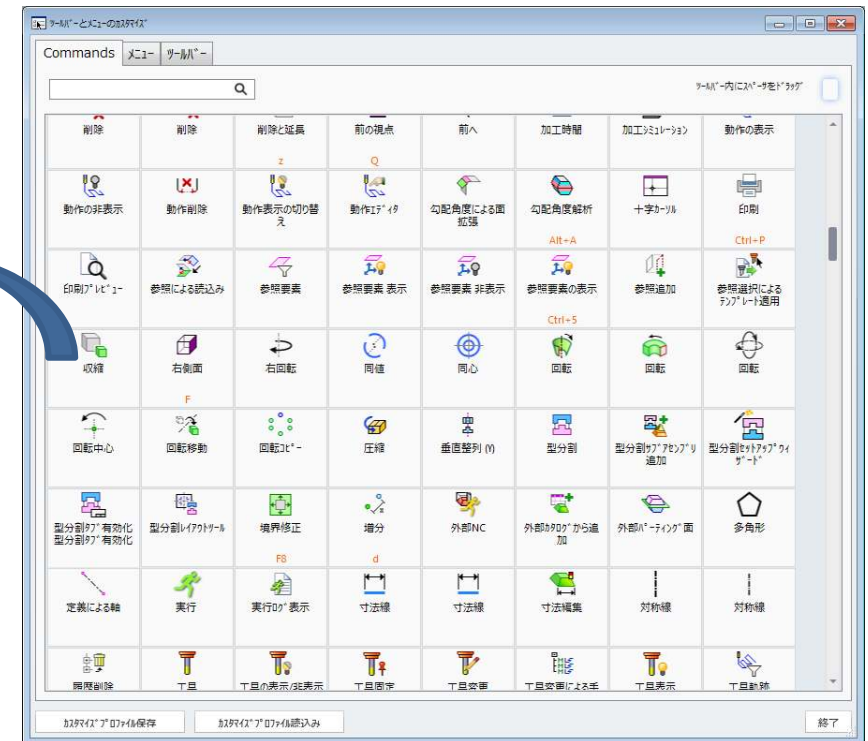 ﾂｰﾙﾊﾞｰとﾒﾆｭｰのｶｽﾀﾏｲｽﾞ
Commands ﾒﾆｭｰ ﾂｰﾙﾊﾞｰ
ﾂｰﾙﾊﾞｰ内にｽﾍﾟｰｻをﾄﾞﾗｯｸﾞ
削除 削除 削除と延長 前の視点 前へ 加工時間 加工ｼﾐｭﾚｰｼｮﾝ 動作の表示
z Q
動作の非表示 動作削除 動作表示の切り替え 動作ｴﾃﾞｨﾀ 勾配角度による面拡張 勾配角度解析 十字ｶｰｿﾙ 印刷
Alt+A Ctrl+P
印刷ﾌﾟﾚﾋﾞｭｰ 参照による読込み 参照要素 参照要素 表示 参照要素 非表示 参照要素の表示 参照追加 参照選択によるﾃﾝﾌﾟﾚｰﾄ適用
Ctrl+5
収縮 右側面 右回転 同値 同心 回転 回転 回転
F
回転中心 回転移動 回転ｺﾋﾟｰ 圧縮 垂直整列 (Y) 型分割 型分割ｻﾌﾞｱｾﾝﾌﾞﾘ追加 型分割ｾｯﾄｱｯﾌﾟｳｨｻﾞｰﾄﾞ
型分割ﾀﾌﾞ有効化 型分割ﾀﾌﾞ有効化 型分割ﾚｲｱｳﾄﾂｰﾙ 境界修正 増分 外部NC 外部ｶﾀﾛｸﾞから追加 外部ﾊﾟｰﾃｨﾝｸﾞ面 多角形
F8 d
定義による軸 実行 実行ﾛｸﾞ表示 寸法線 寸法線 寸法編集 対称線 対称線
履歴削除 工具 工具の表示/非表示 工具固定 工具変更 工具変更による手 工具表示 工具軌跡
ｶｽﾀﾏｲｽﾞﾌﾟﾛﾌｧｲﾙ保存 ｶｽﾀﾏｲｽﾞﾌﾟﾛﾌｧｲﾙ読込み 終了